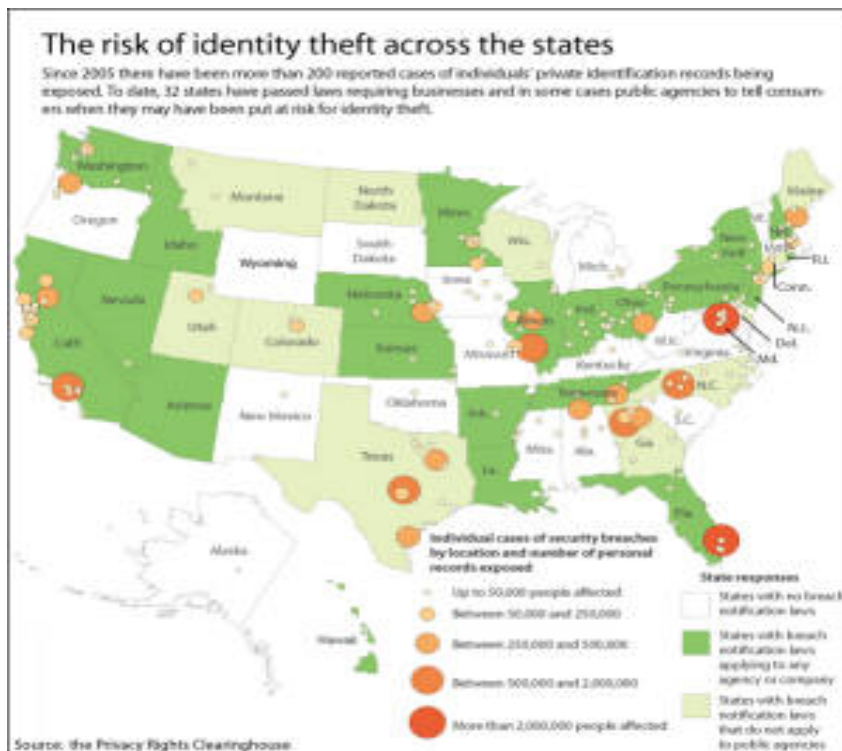 The risk of identity theft across the states
Since 2005 there have been more than 200 reported cases of individuals' private identification records being
exposed. To date, 32 states have passed laws requiring businesses and in some cases public agencies to tell consum-
ers when they may have been put at risk for identity theft.
Washington
Montana
North
Dakota
Minn.
Maine
Oregon
Idaho
South
Dakota
Wis.
Vt.
N.H.
New
York
Mich.
Wyoming
R.I.
Iowa
Nebraska
Pennsylvania
Conn.
Nevada
Illinois
Ind.
Ohio
N.J.
Utah
Del.
Colorado
Calif.
Kansas
Missouri
W.V.
Virginia
Md.
Kentucky
Arizona
New Mexico
Oklahoma
Ark.
Tennessee
N.C.
S.C.
Texas
Miss.
Ala.
Ga.
La.
Fla.
Individual cases of security breaches
by location and number of personal
records exposed:
Alaska
Up to 50,000 people affected
Between 50,000 and 250,000
Between 250,000 and 500,000
Between 500,000 and 2,000,000
More than 2,000,000 people affected
Hawaii
State responses
States with no breach
notification laws
States with breach
notification laws
applying to any
agency or company
States with breach
notification laws
that do not apply
to public agencies
Source: the Privacy Rights Clearinghouse